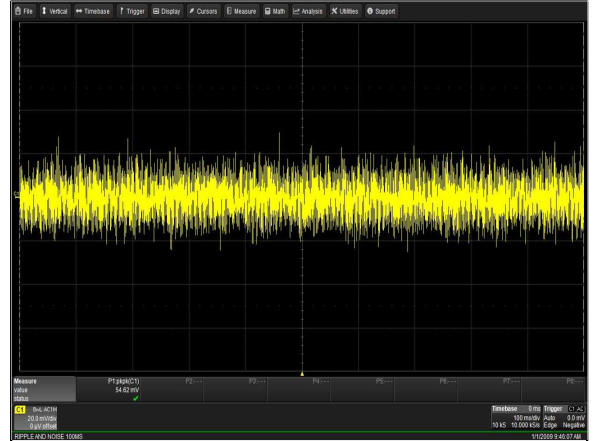 File Vertical Timebase Trigger Display Cursors Measure Math Analysis Utilities Support
C1
Measure P1:pkpk(C1) P2:--- P3:--- P4:--- P5:--- P6:--- P7:--- P8:---
value 54.62 mV
status
C1 BwL AC1M
20.0 mV/div
0 µV offset
Timebase 0 ms Trigger C1 AC
100 ms/div Auto 0.0 mV
10 kS 10.000 kS/s Edge Negative
RIPPLE AND NOISE 100MS 1/1/2009 9:46:07 AM